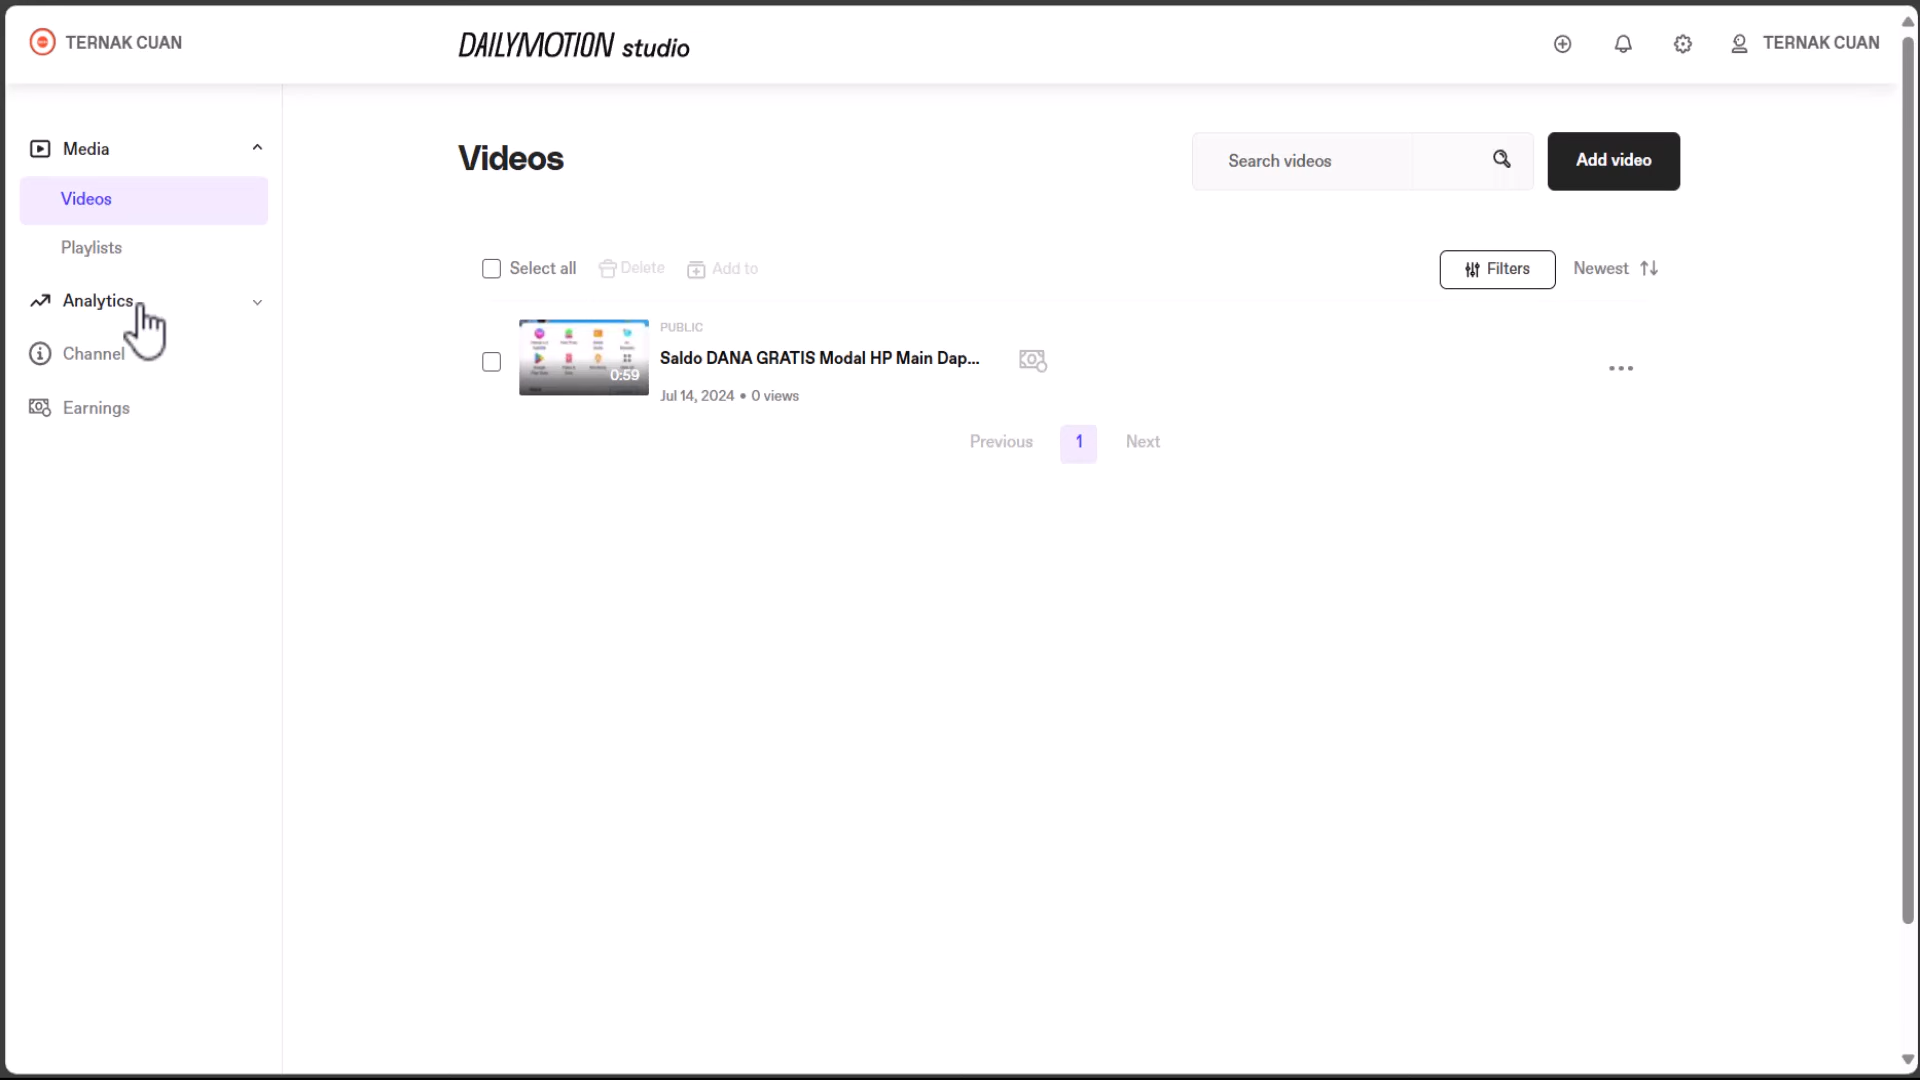 TERNAK CUAN
DAILYMOTION studio
TERNAK CUAN
Media
Videos
Playlists
Analytics
Channel
Earnings
Videos
Search videos
Add video
Select all
Delete
Add to
Filters
Newest
0:59
PUBLIC
Saldo DANA GRATIS Modal HP Main Dap...
Jul 14, 2024 • 0 views
Previous
1
Next